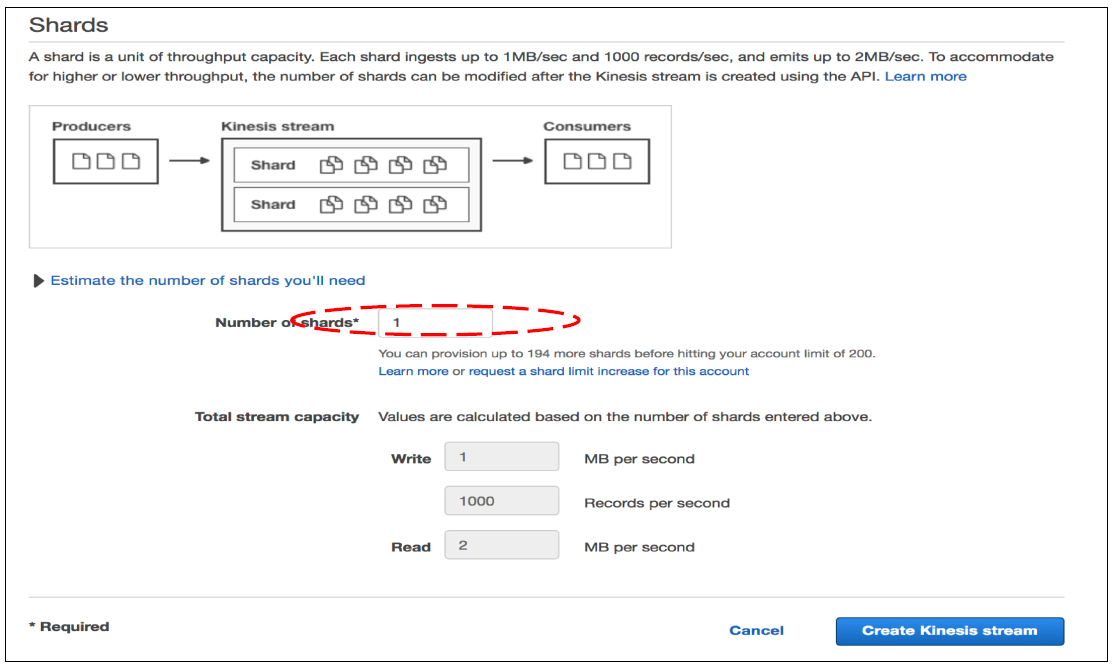 Shards
A shard is a unit of throughput capacity. Each shard ingests up to 1MB/sec and 1000 records/sec, and emits up to 2MB/sec. To accommodate
for higher or lower throughput, the number of shards can be modified after the Kinesis stream is created using the API. Learn more
Producers Kinesis stream Consumers
Shard
Shard
Estimate the number of shards you'll need
Number of shards* 1
You can provision up to 194 more shards before hitting your account limit of 200.
Learn more or request a shard limit increase for this account
Total stream capacity Values are calculated based on the number of shards entered above.
Write 1 MB per second
1000 Records per second
Read 2 MB per second
* Required Cancel Create Kinesis stream